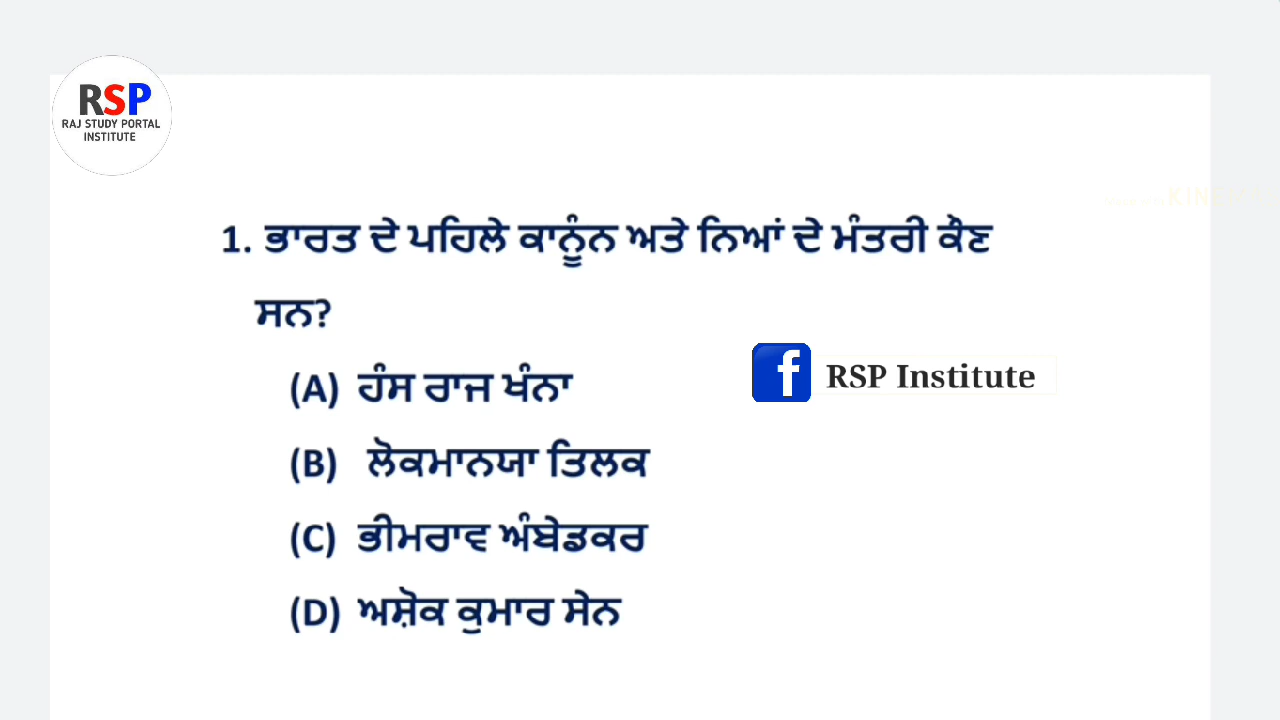 RSP
RAJ STUDY PORTAL
INSTITUTE
1. ਭਾਰਤ ਦੇ ਪਹਿਲੇ ਕਾਨੂੰਨ ਅਤੇ ਨਿਆਂ ਦੇ ਮੰਤਰੀ ਕੌਣ
ਸਨ?
(A) ਹੰਸ ਰਾਜ ਖੰਨਾ
RSP Institute
(B) ਲੋਕਮਾਨਯਾ ਤਿਲਕ
(C) ਭੀਮਰਾਵ ਅੰਬੇਡਕਰ
(D) ਅਸ਼ੋਕ ਕੁਮਾਰ ਸੇਨ